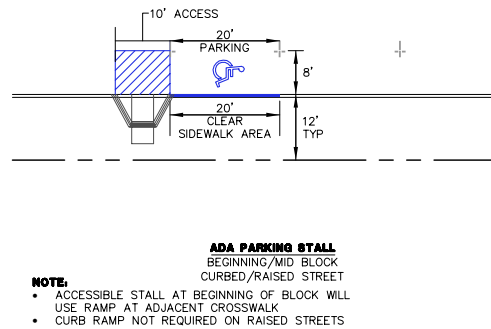 10' ACCESS
20'
PARKING
8'
20'
CLEAR
SIDEWALK AREA
12'
TYP
ADA PARKING STALL
BEGINNING/MID BLOCK
CURBED/RAISED STREET
NOTE:
• ACCESSIBLE STALL AT BEGINNING OF BLOCK WILL
USE RAMP AT ADJACENT CROSSWALK
• CURB RAMP NOT REQUIRED ON RAISED STREETS